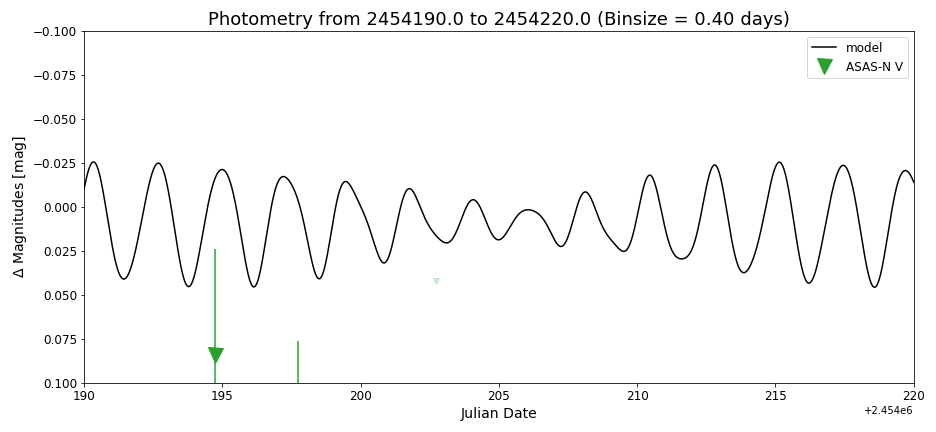 Photometry from 2454190.0 to 2454220.0 (Binsize = 0.40 days)
−0.100
−0.075
−0.050
−0.025
0.000
0.025
0.050
0.075
0.100
Δ Magnitudes [mag]
model
ASAS-N V
190
195
200
205
210
215
220
+2.454e6
Julian Date